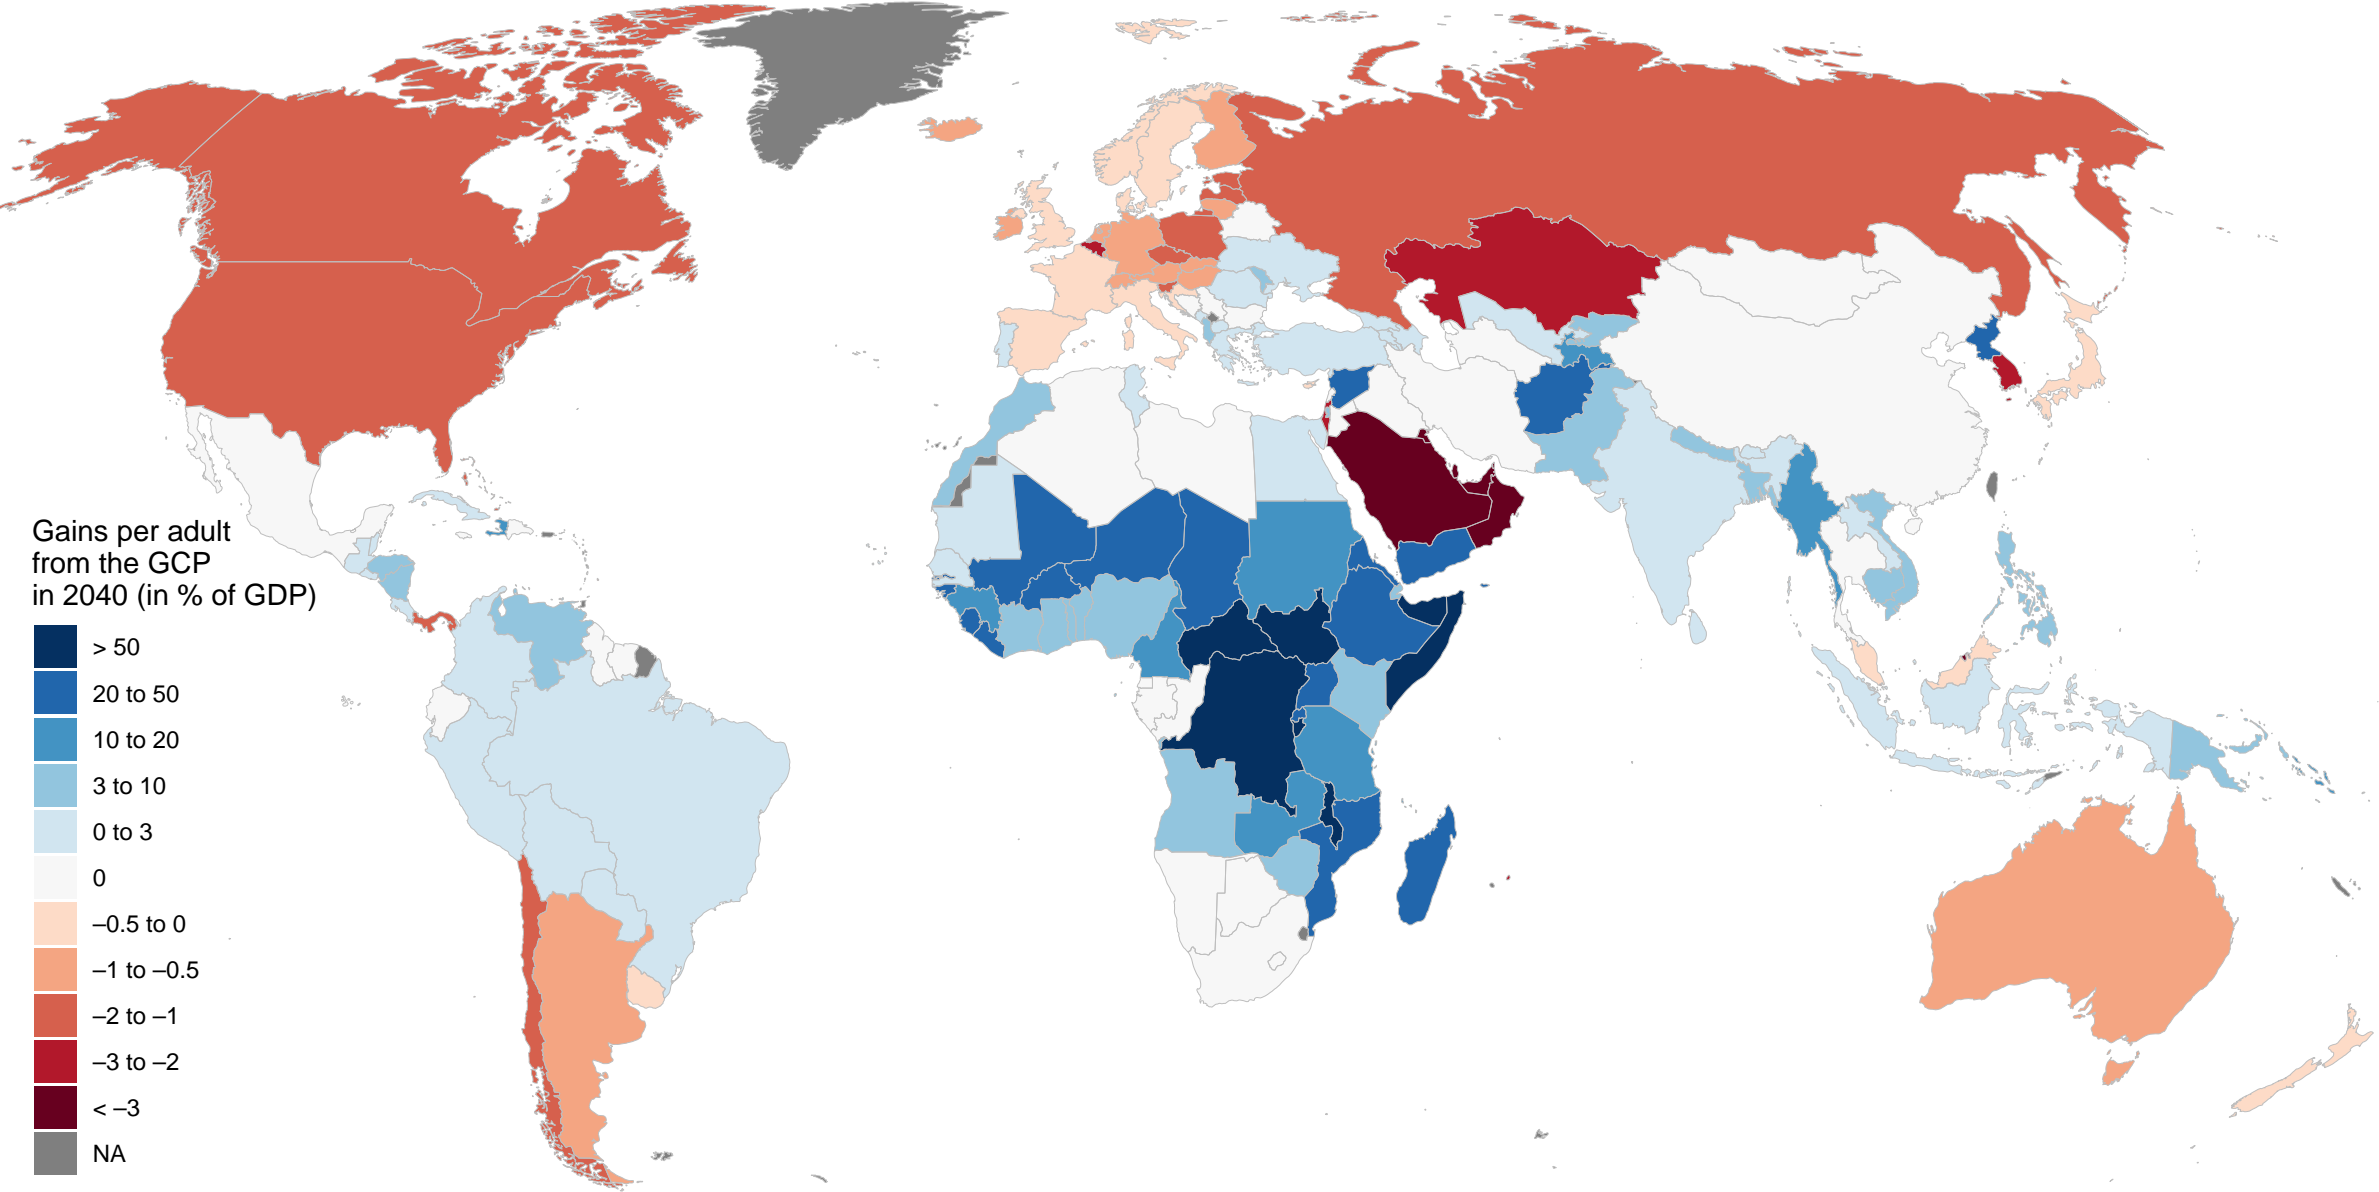 Gains per adult
from the GCP
in 2040 (in % of GDP)
> 50
20 to 50
10 to 20
3 to 10
0 to 3
0
–0.5 to 0
–1 to –0.5
–2 to –1
–3 to –2
< –3
NA